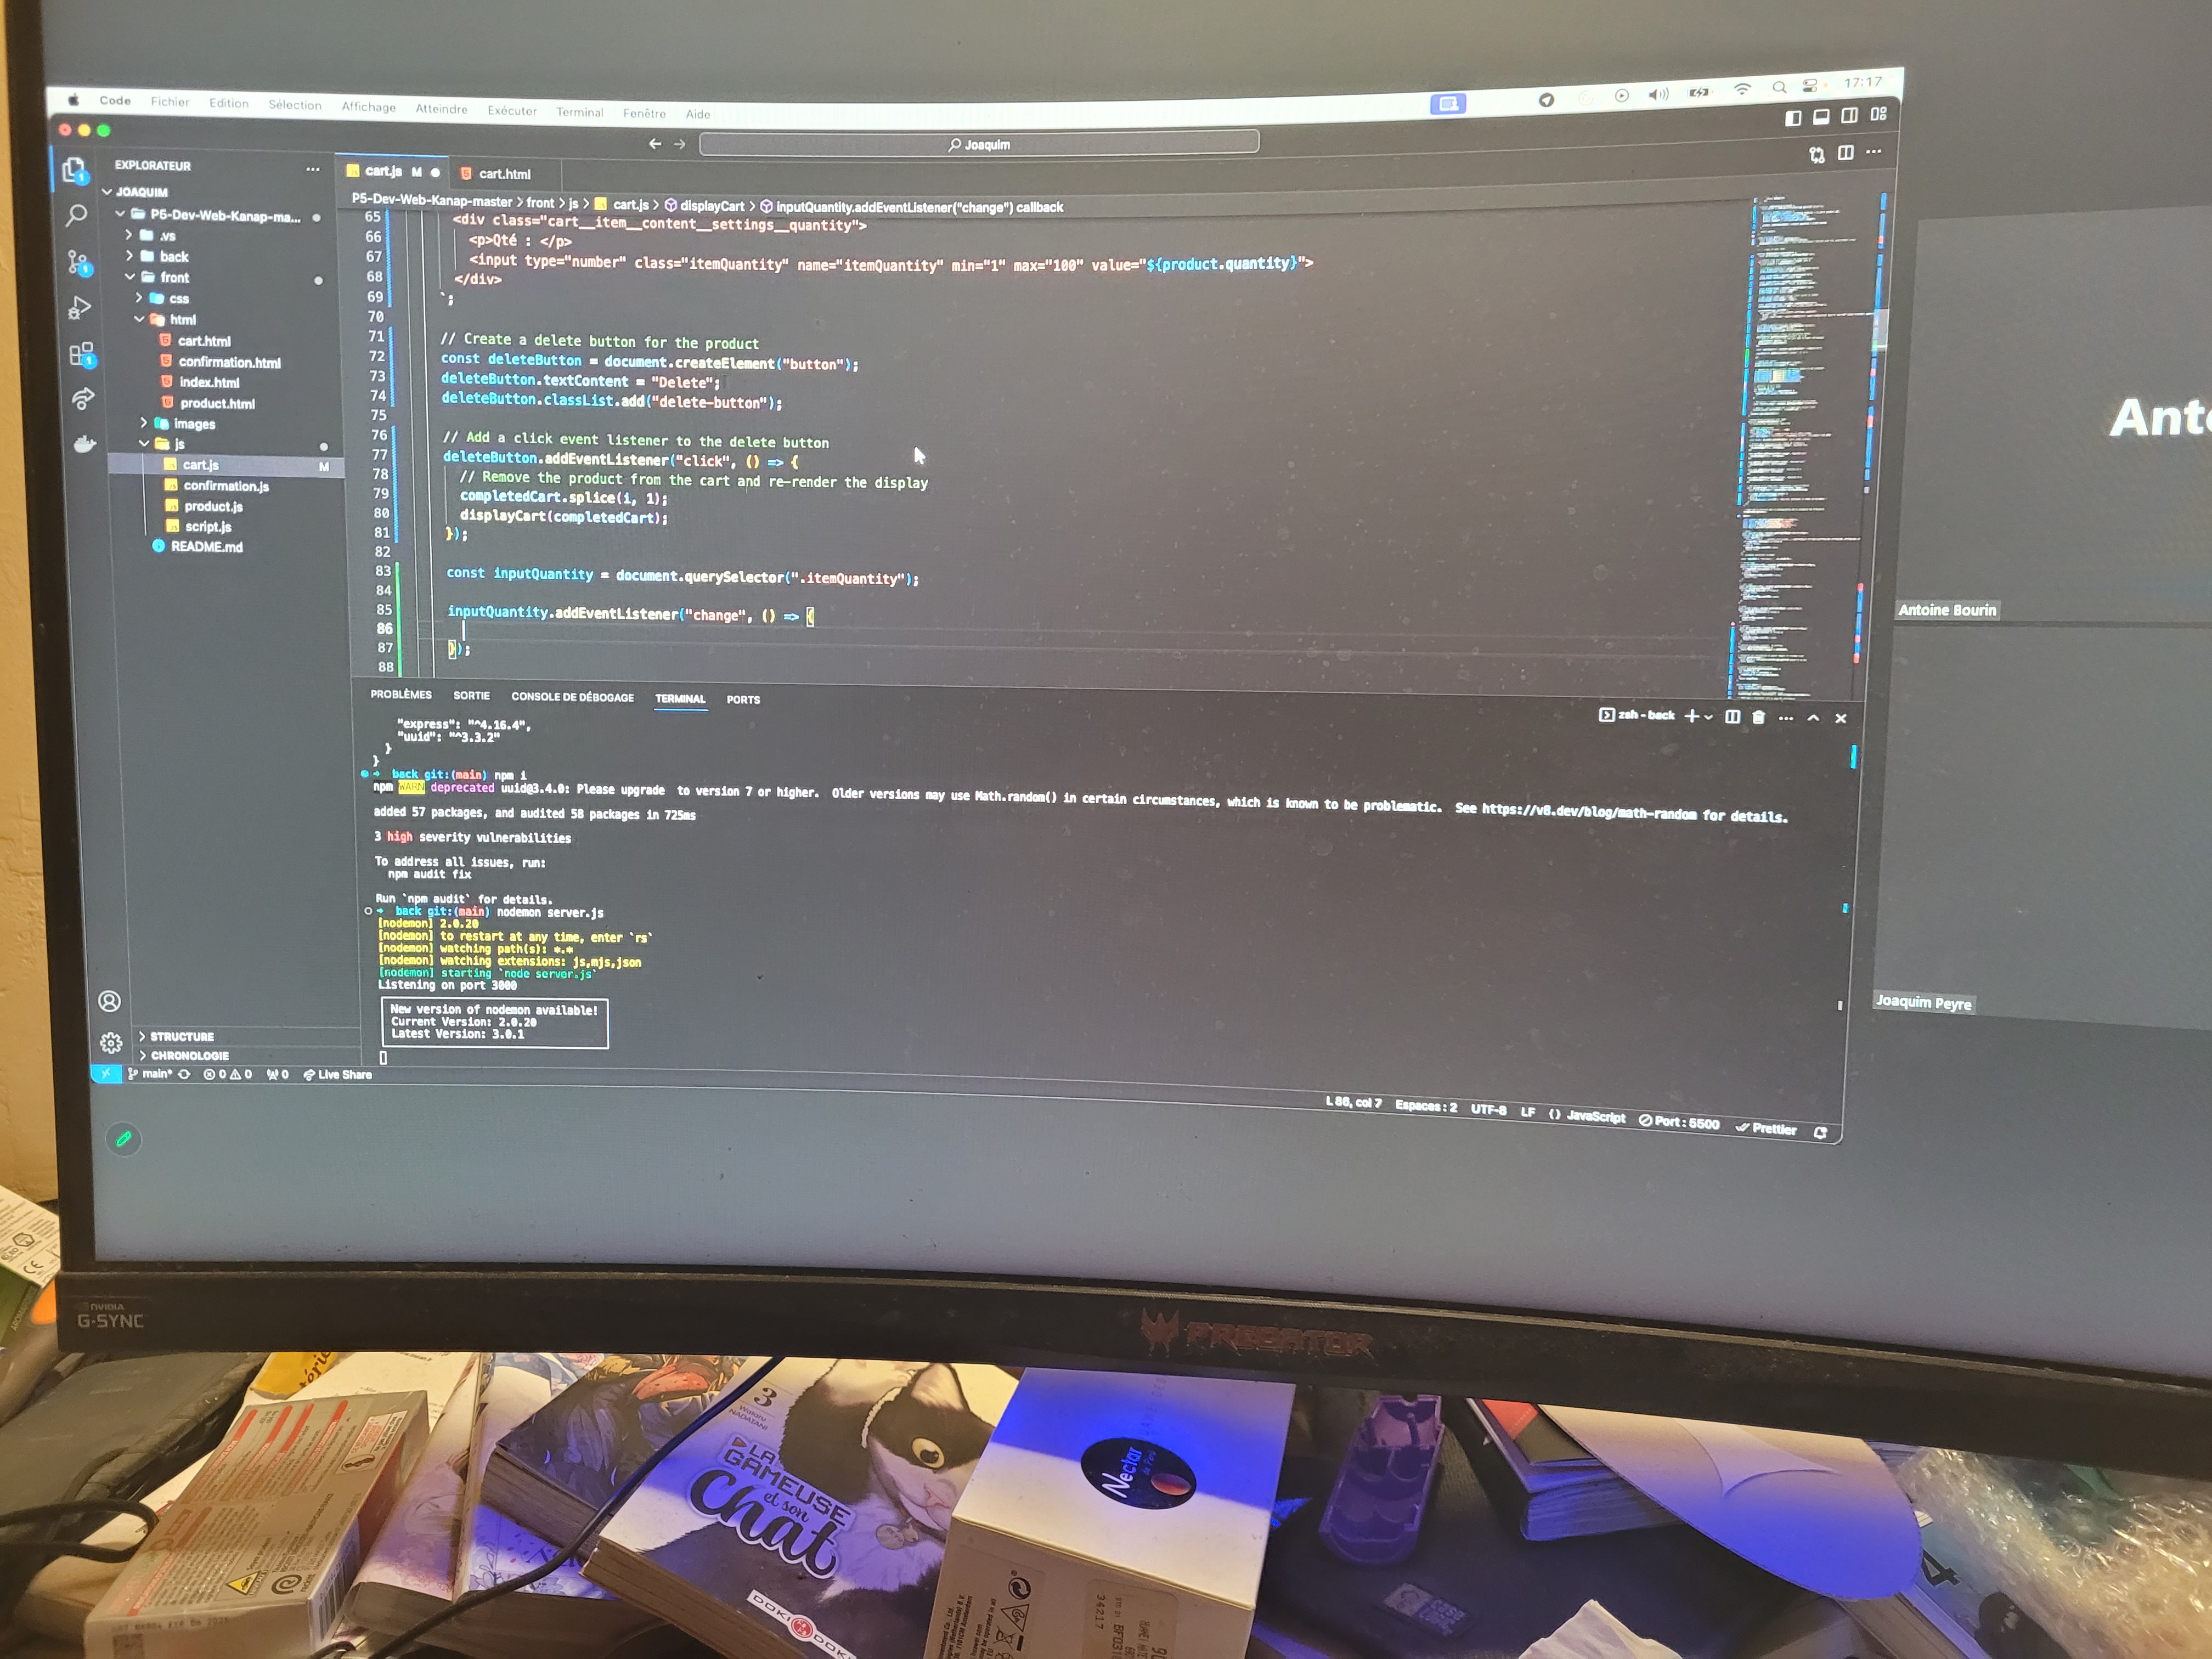 Code Fichier Edition Sélection Affichage Atteindre Exécuter Terminal Fenêtre Aide 17:17
Joaquim
EXPLORATEUR
JOAQUIM
P5-Dev-Web-Kanap-ma...
.vs
back
front
css
html
cart.html
confirmation.html
index.html
product.html
images
js
cart.js M
confirmation.js
product.js
script.js
README.md
STRUCTURE
CHRONOLOGIE
cart.js M
cart.html
P5-Dev-Web-Kanap-master > front > js > cart.js > displayCart > inputQuantity.addEventListener("change") callback
65 <div class="cart__item__content__settings__quantity">
66 <p>Qté : </p>
67 <input type="number" class="itemQuantity" name="itemQuantity" min="1" max="100" value="${product.quantity}">
68 </div>
69 `;
70
71 // Create a delete button for the product
72 const deleteButton = document.createElement("button");
73 deleteButton.textContent = "Delete";
74 deleteButton.classList.add("delete-button");
75
76 // Add a click event listener to the delete button
77 deleteButton.addEventListener("click", () => {
78 // Remove the product from the cart and re-render the display
79 completedCart.splice(i, 1);
80 displayCart(completedCart);
81 });
82
83 const inputQuantity = document.querySelector(".itemQuantity");
84
85 inputQuantity.addEventListener("change", () => {
86
87 });
88
PROBLÈMES SORTIE CONSOLE DE DÉBOGAGE TERMINAL PORTS
zsh - back
"express": "^4.16.4",
"uuid": "^3.3.2"
}
}
→ back git:(main) npm i
npm WARN deprecated uuid@3.4.0: Please upgrade to version 7 or higher. Older versions may use Math.random() in certain circumstances, which is known to be problematic. See https://v8.dev/blog/math-random for details.
added 57 packages, and audited 58 packages in 725ms
3 high severity vulnerabilities
To address all issues, run:
npm audit fix
Run `npm audit` for details.
→ back git:(main) nodemon server.js
[nodemon] 2.0.20
[nodemon] to restart at any time, enter `rs`
[nodemon] watching path(s): *.*
[nodemon] watching extensions: js,mjs,json
[nodemon] starting `node server.js`
Listening on port 3000
New version of nodemon available!
Current Version: 2.0.20
Latest Version: 3.0.1
main* 0 0 0 Live Share
L 86, col 7 Espaces : 2 UTF-8 LF {} JavaScript Port : 5500 Prettier
Anto
Antoine Bourin
Joaquim Peyre
NVIDIA
G-SYNC
PREDATOR
3
Wataru
NADATANI
LA
GAMEUSE
et son
Chat
DOKI DOKI
Nectar
34217